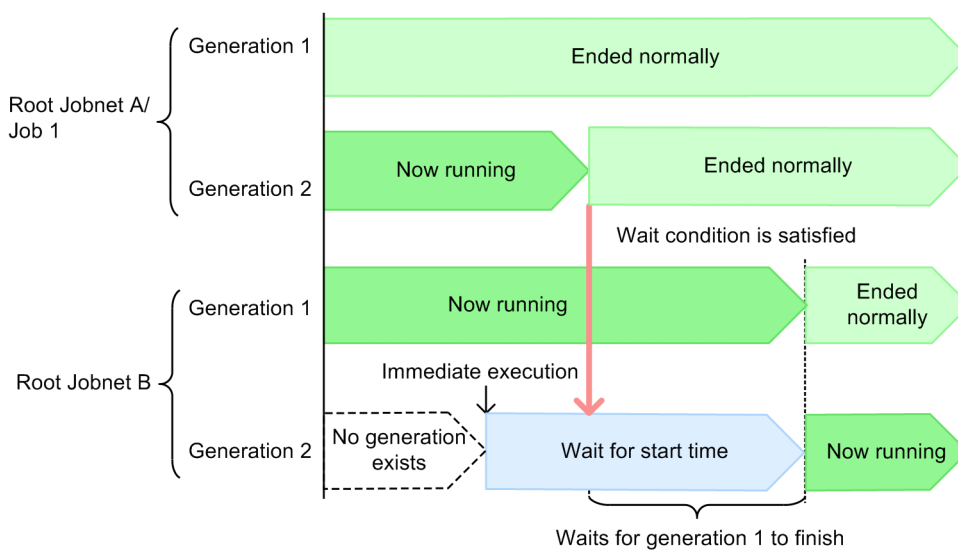 Generation 1
Ended normally
Root Jobnet A/
Job 1
Now running
Ended normally
Generation 2
Wait condition is satisfied
Generation 1
Now running
Ended
normally
Immediate execution
Root Jobnet B
No generation
exists
Wait for start time
Now running
Generation 2
Waits for generation 1 to finish